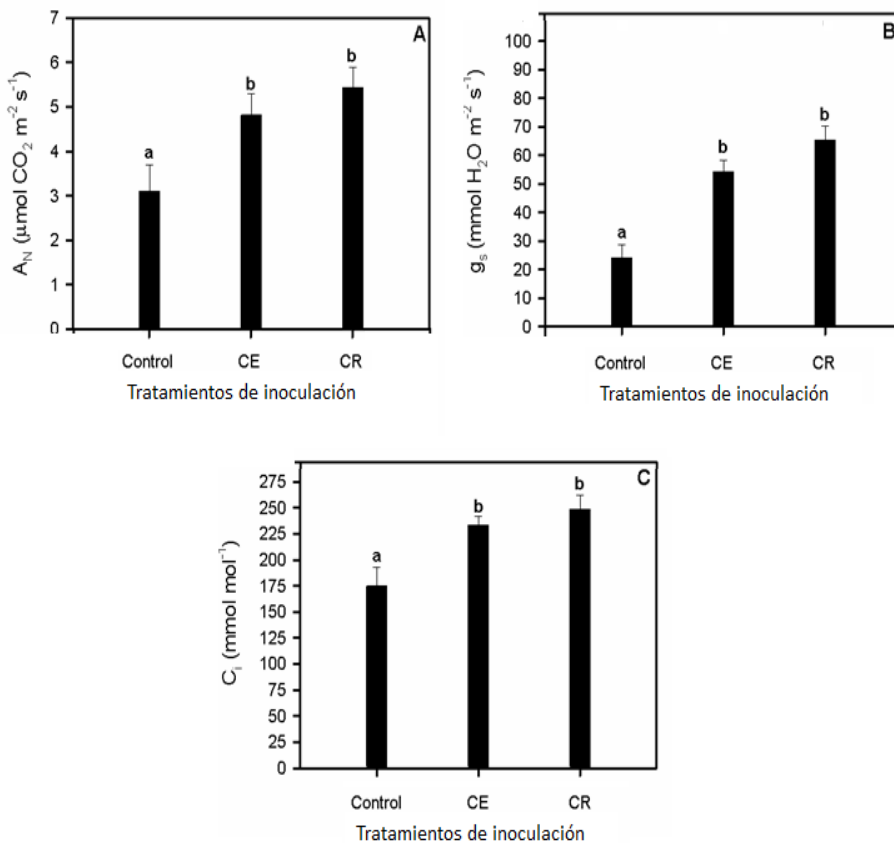 A
A_N (μmol CO₂ m⁻² s⁻¹)
7
6
5
4
3
2
1
0
a
b
b
Control CE CR
Tratamientos de inoculación
B
g_s (mmol H₂O m⁻² s⁻¹)
100
90
80
70
60
50
40
30
20
10
0
a
b
b
Control CE CR
Tratamientos de inoculación
C
C_i (mmol mol⁻¹)
275
250
225
200
175
150
125
100
75
50
25
0
a
b
b
Control CE CR
Tratamientos de inoculación